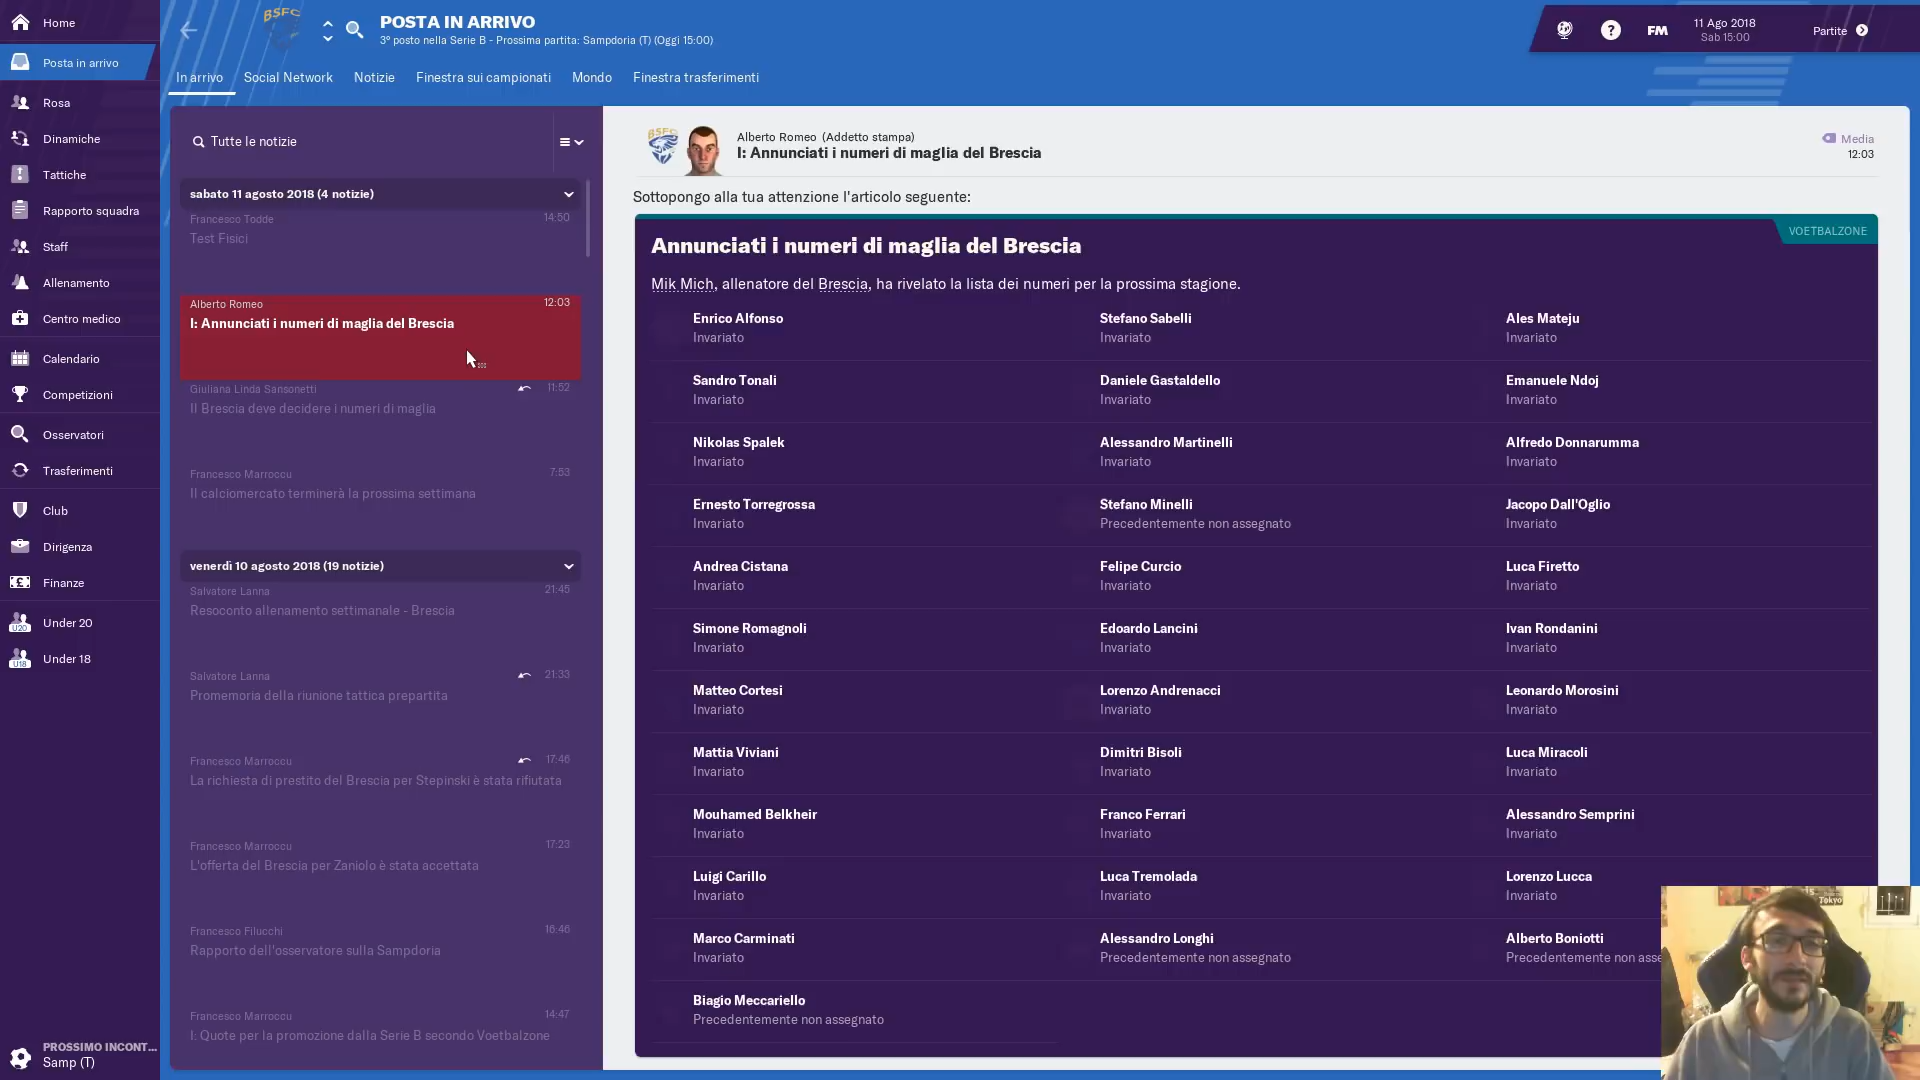 Home
Posta in arrivo
Rosa
Dinamiche
Tattiche
Rapporto squadra
Staff
Allenamento
Centro medico
Calendario
Competizioni
Osservatori
Trasferimenti
Club
Dirigenza
Finanze
U20
Under 20
U18
Under 18
PROSSIMO INCONT...
Samp (T)
BSFC
POSTA IN ARRIVO
3° posto nella Serie B - Prossima partita: Sampdoria (T) (Oggi 15:00)
?
FM
11 Ago 2018
Sab 15:00
Partite
In arrivo
Social Network
Notizie
Finestra sui campionati
Mondo
Finestra trasferimenti
Tutte le notizie
sabato 11 agosto 2018 (4 notizie)
Francesco Todde 14:50
Test Fisici
Alberto Romeo 12:03
I: Annunciati i numeri di maglia del Brescia
Giuliana Linda Sansonetti 11:52
Il Brescia deve decidere i numeri di maglia
Francesco Marroccu 7:53
Il calciomercato terminerà la prossima settimana
venerdì 10 agosto 2018 (19 notizie)
Salvatore Lanna 21:45
Resoconto allenamento settimanale - Brescia
Salvatore Lanna 21:33
Promemoria della riunione tattica prepartita
Francesco Marroccu 17:46
La richiesta di prestito del Brescia per Stepinski è stata rifiutata
Francesco Marroccu 17:23
L'offerta del Brescia per Zaniolo è stata accettata
Francesco Filucchi 16:46
Rapporto dell'osservatore sulla Sampdoria
Francesco Marroccu 14:47
I: Quote per la promozione dalla Serie B secondo Voetbalzone
BSFC
Alberto Romeo (Addetto stampa)
I: Annunciati i numeri di maglia del Brescia
Media
12:03
Sottopongo alla tua attenzione l'articolo seguente:
VOETBALZONE
Annunciati i numeri di maglia del Brescia
Mik Mich, allenatore del Brescia, ha rivelato la lista dei numeri per la prossima stagione.
Enrico Alfonso Stefano Sabelli Ales Mateju
Invariato Invariato Invariato
Sandro Tonali Daniele Gastaldello Emanuele Ndoj
Invariato Invariato Invariato
Nikolas Spalek Alessandro Martinelli Alfredo Donnarumma
Invariato Invariato Invariato
Ernesto Torregrossa Stefano Minelli Jacopo Dall'Oglio
Invariato Precedentemente non assegnato Invariato
Andrea Cistana Felipe Curcio Luca Firetto
Invariato Invariato Invariato
Simone Romagnoli Edoardo Lancini Ivan Rondanini
Invariato Invariato Invariato
Matteo Cortesi Lorenzo Andrenacci Leonardo Morosini
Invariato Invariato Invariato
Mattia Viviani Dimitri Bisoli Luca Miracoli
Invariato Invariato Invariato
Mouhamed Belkheir Franco Ferrari Alessandro Semprini
Invariato Invariato Invariato
Luigi Carillo Luca Tremolada Lorenzo Lucca
Invariato Invariato Invariato
Marco Carminati Alessandro Longhi Alberto Boniotti
Invariato Precedentemente non assegnato Precedentemente non asse
Biagio Meccariello
Precedentemente non assegnato
Tokyo